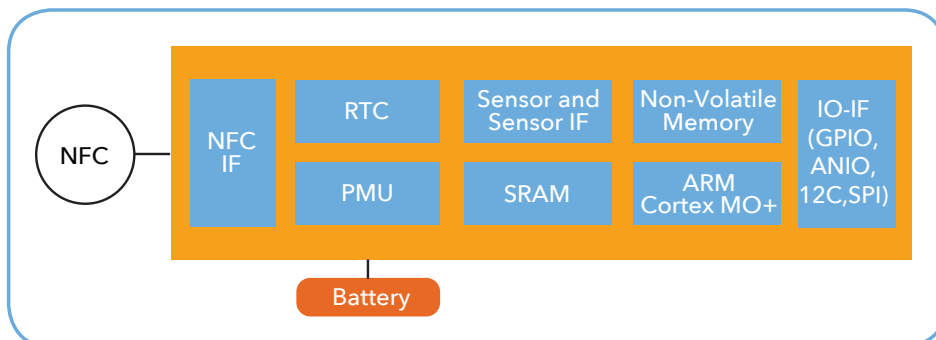 NFC
NFC
IF
RTC
PMU
Sensor and
Sensor IF
SRAM
Non-Volatile
Memory
ARM
Cortex MO+
IO-IF
(GPIO,
ANIO,
12C,SPI)
Battery